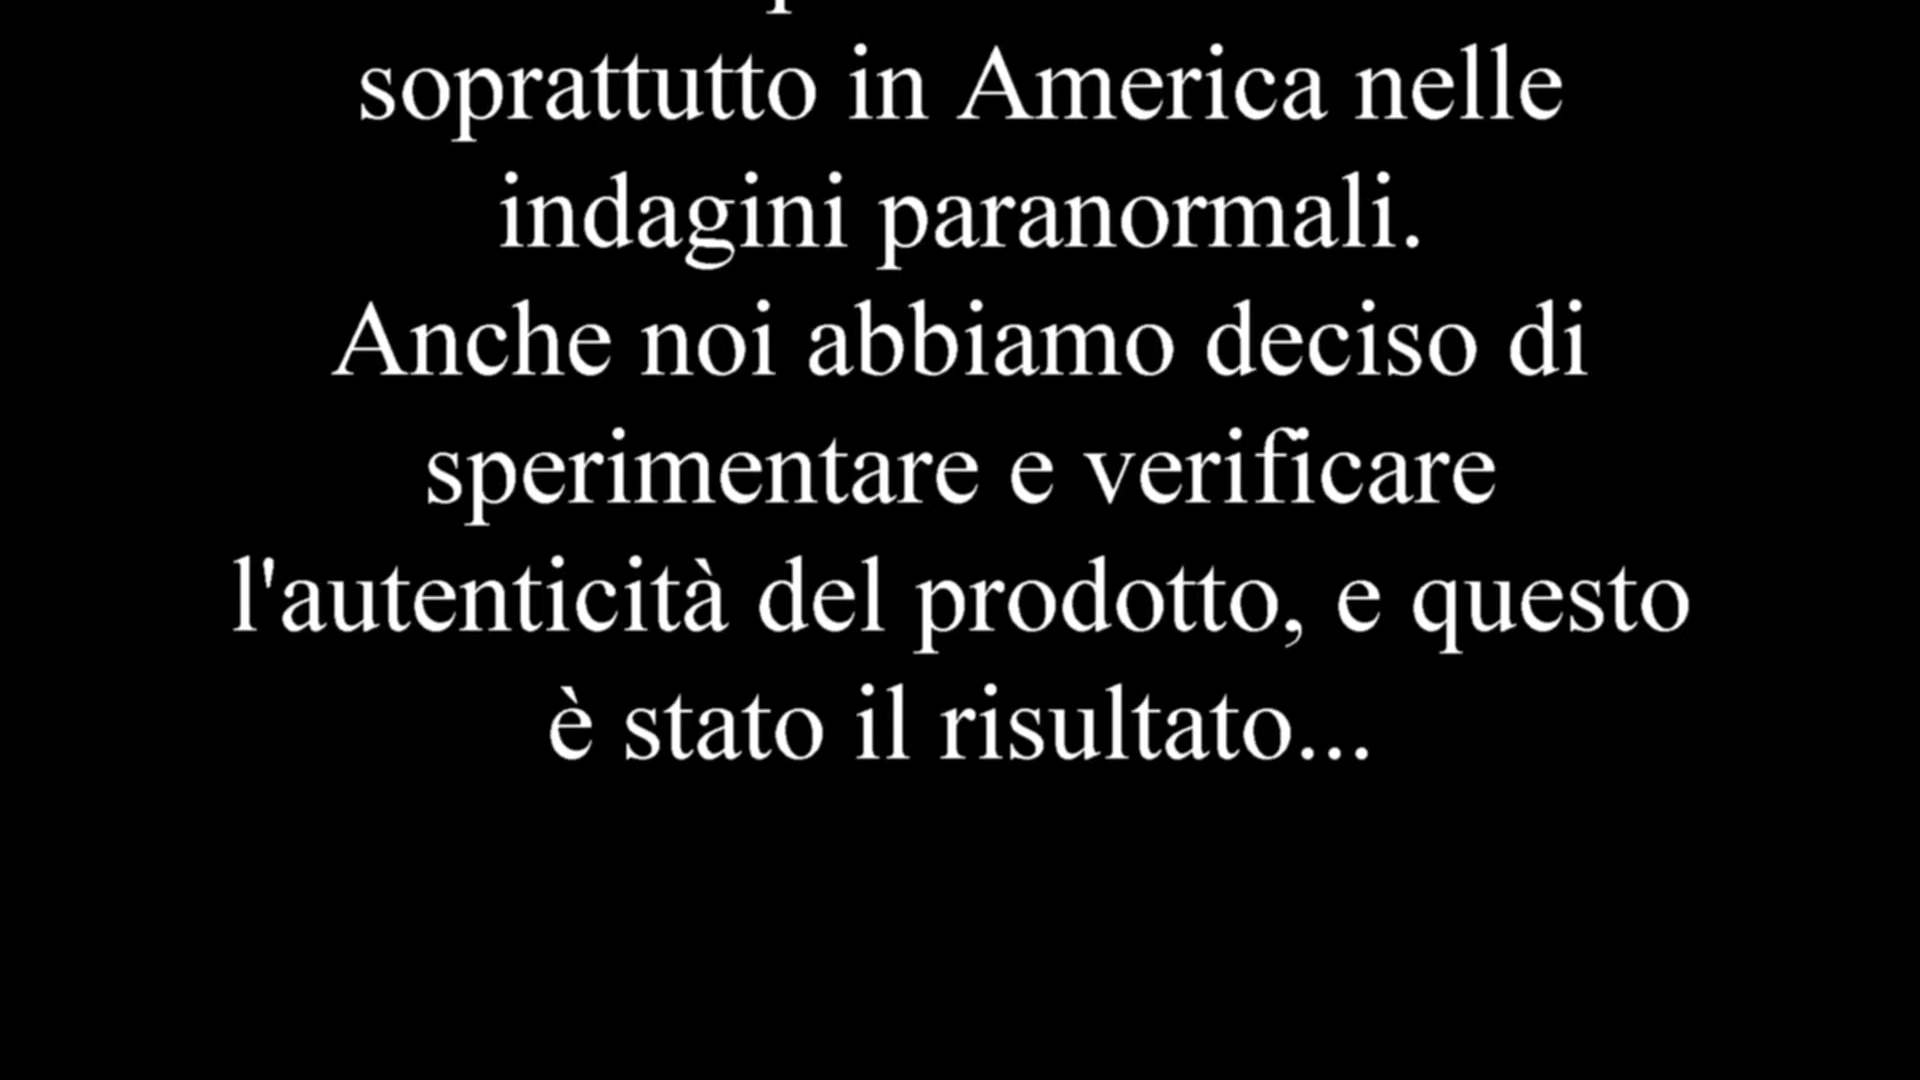 soprattutto in America nelle
indagini paranormali.
Anche noi abbiamo deciso di
sperimentare e verificare
l'autenticità del prodotto, e questo
è stato il risultato...